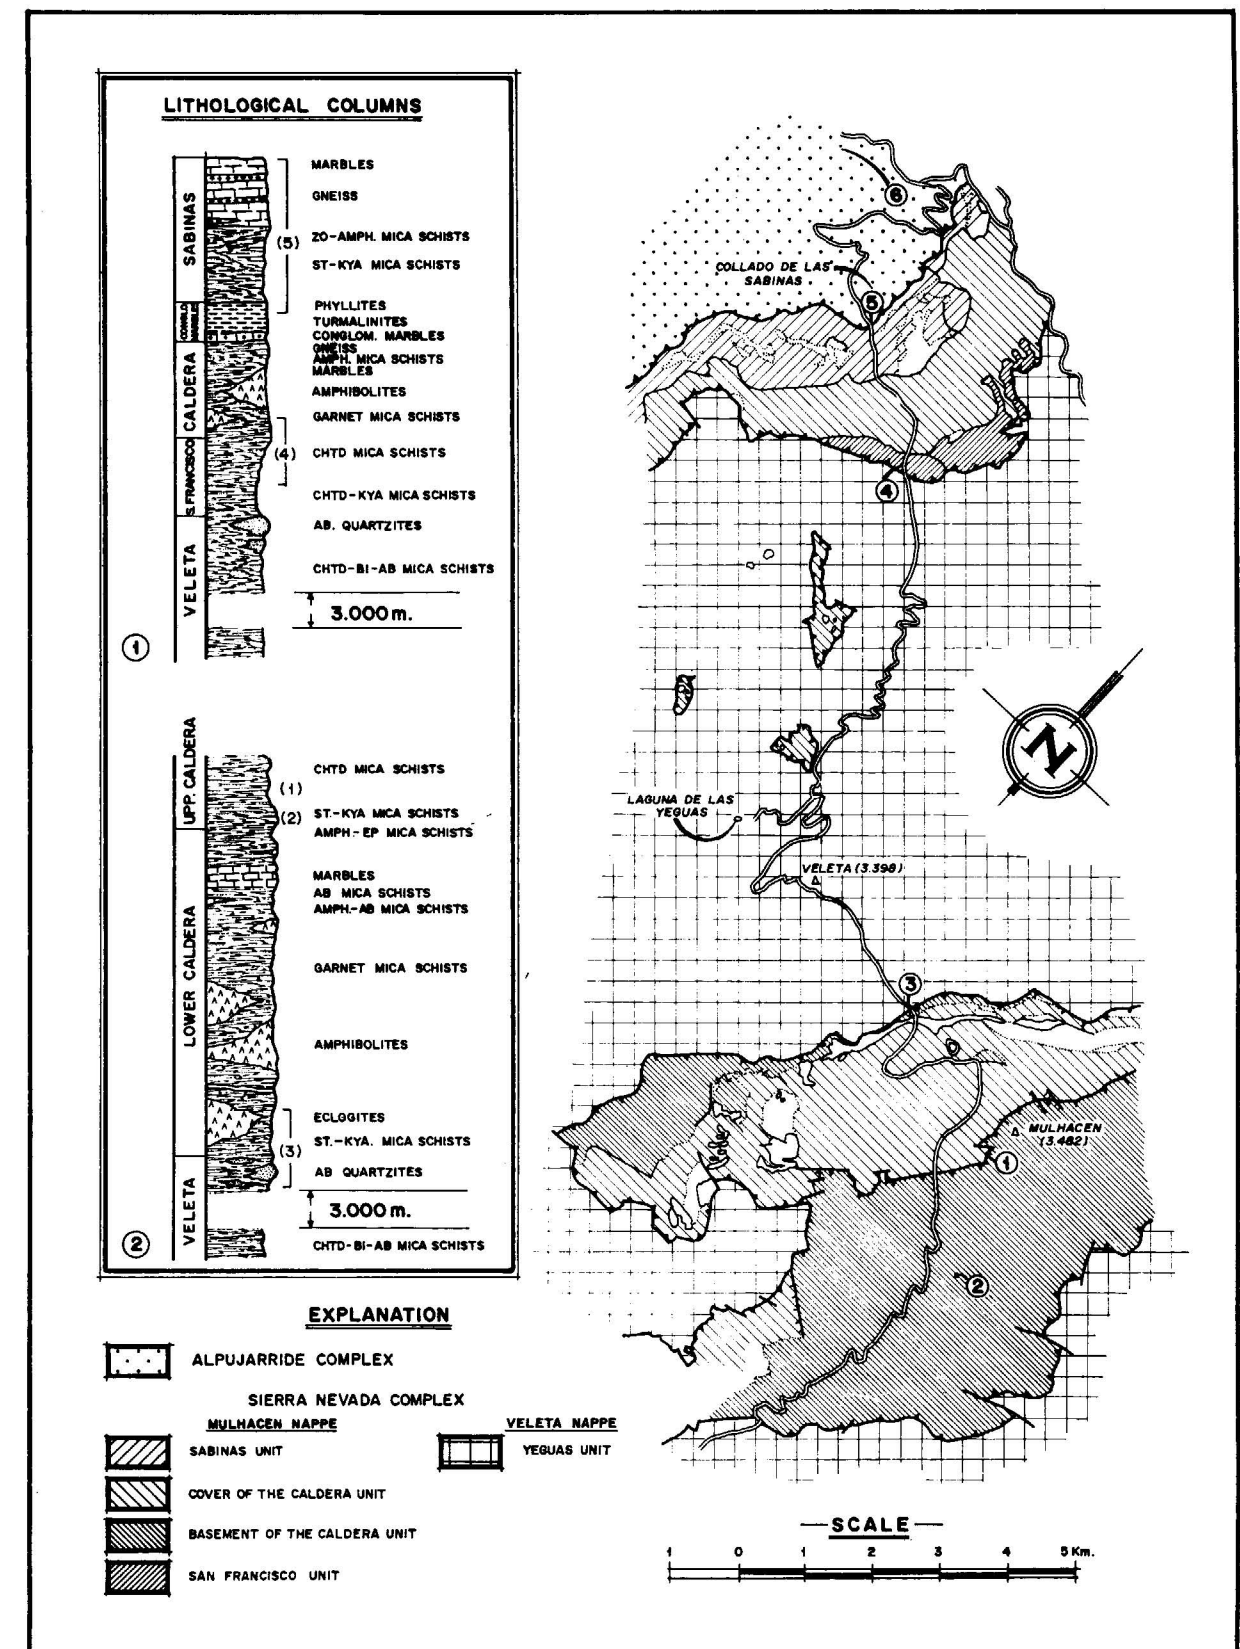 LITHOLOGICAL COLUMNS
SABINAS
CONGLO. MARBLES
CALDERA
S. FRANCISCO
VELETA
MARBLES
GNEISS
ZO-AMPH. MICA SCHISTS
(5)
ST-KYA MICA SCHISTS
PHYLLITES
TURMALINITES
CONGLOM. MARBLES
GNEISS
AMPH. MICA SCHISTS
MARBLES
AMPHIBOLITES
GARNET MICA SCHISTS
(4)
CHTD MICA SCHISTS
CHTD-KYA MICA SCHISTS
AB. QUARTZITES
CHTD-BI-AB MICA SCHISTS
3.000 m.
1
UPP. CALDERA
LOWER CALDERA
VELETA
CHTD MICA SCHISTS
(1)
(2)
ST.-KYA MICA SCHISTS
AMPH.-EP MICA SCHISTS
MARBLES
AB MICA SCHISTS
AMPH.-AB MICA SCHISTS
GARNET MICA SCHISTS
AMPHIBOLITES
ECLOGITES
ST.-KYA. MICA SCHISTS
(3)
AB QUARTZITES
3.000 m.
2
CHTD-BI-AB MICA SCHISTS
6
COLLADO DE LAS
SABINAS
5
4
N
LAGUNA DE LAS
YEGUAS
VELETA (3.398)
3
MULHACEN
(3.482)
1
2
EXPLANATION
ALPUJARRIDE COMPLEX
SIERRA NEVADA COMPLEX
MULHACEN NAPPE
VELETA NAPPE
SABINAS UNIT
YEGUAS UNIT
COVER OF THE CALDERA UNIT
BASEMENT OF THE CALDERA UNIT
SAN FRANCISCO UNIT
SCALE
1 0 1 2 3 4 5 Km.